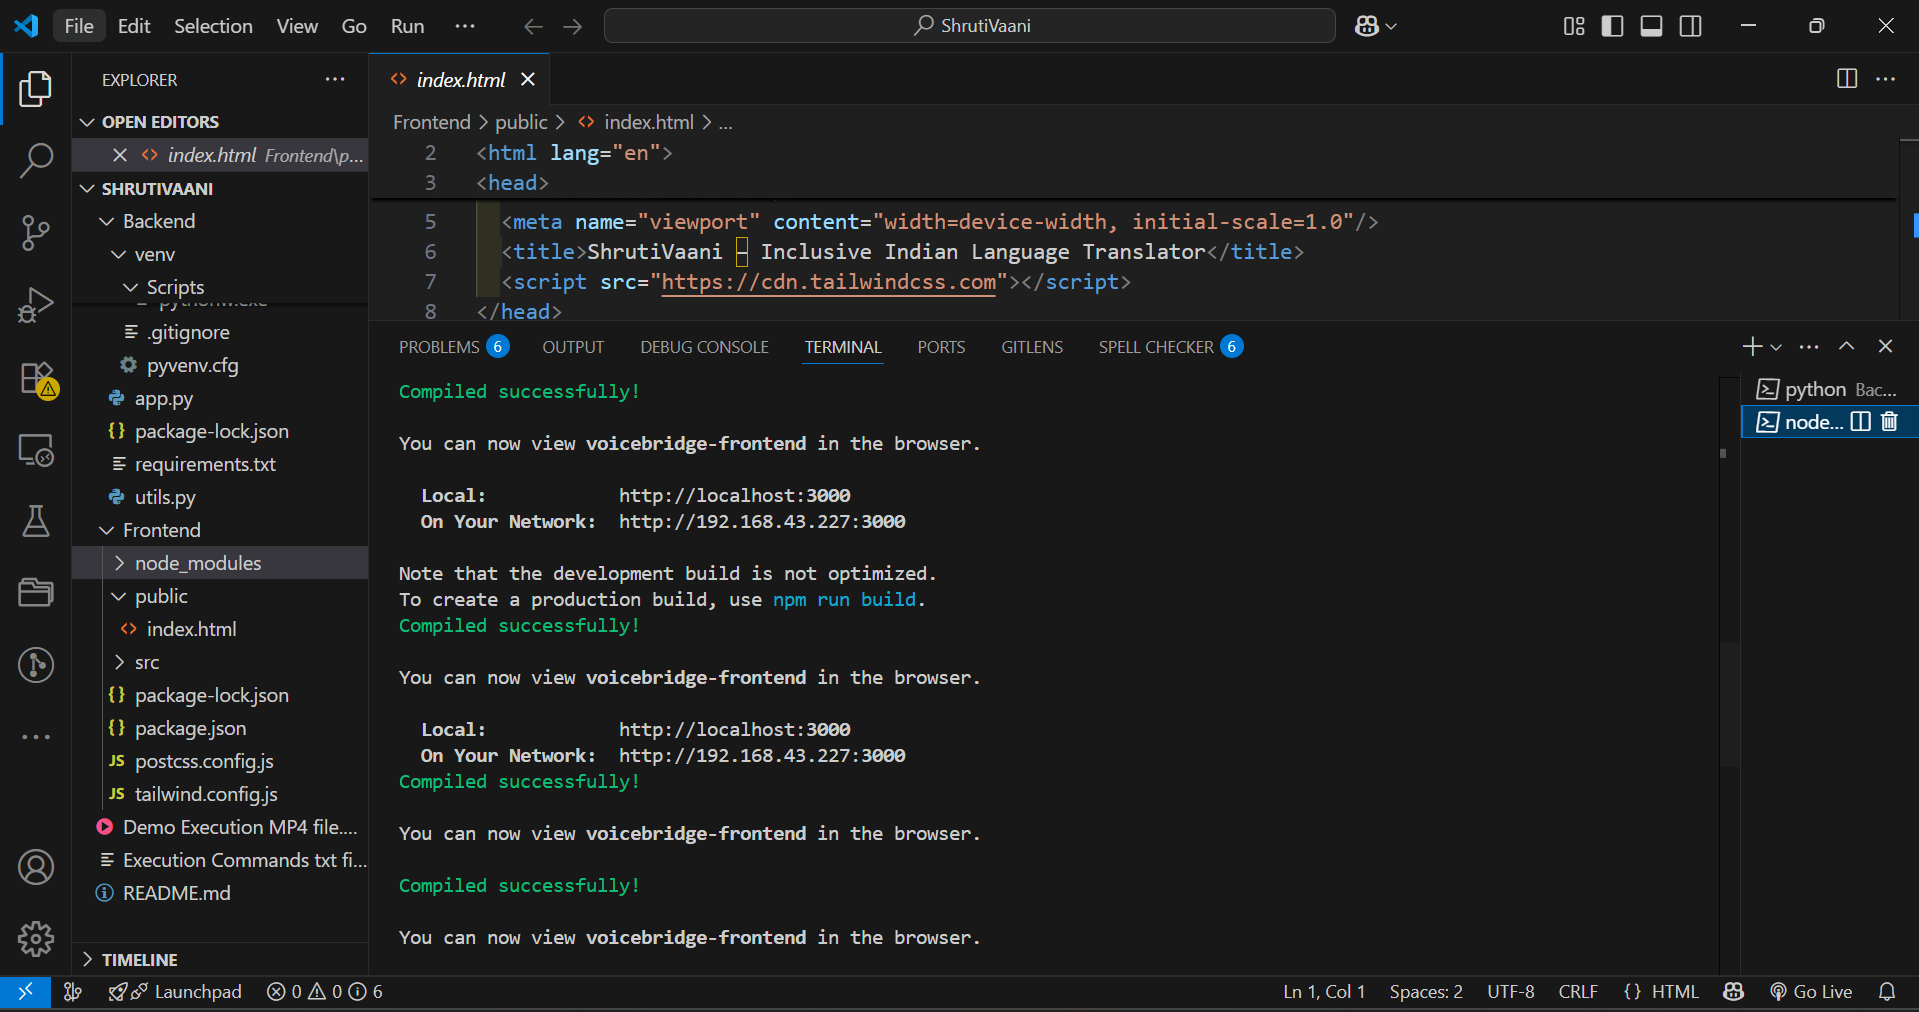 File Edit Selection View Go Run ···
ShrutiVaani
EXPLORER ···
OPEN EDITORS
index.html Frontend\p...
SHRUTIVAANI
Backend
venv
Scripts
pythonw.exe
.gitignore
pyvenv.cfg
app.py
package-lock.json
requirements.txt
utils.py
Frontend
node_modules
public
index.html
src
package-lock.json
package.json
postcss.config.js
tailwind.config.js
Demo Execution MP4 file....
Execution Commands txt fi...
README.md
TIMELINE
index.html
Frontend > public > index.html > ...
2 <html lang="en">
3 <head>
5 <meta name="viewport" content="width=device-width, initial-scale=1.0"/>
6 <title>ShrutiVaani – Inclusive Indian Language Translator</title>
7 <script src="https://cdn.tailwindcss.com"></script>
8 </head>
PROBLEMS 6 OUTPUT DEBUG CONSOLE TERMINAL PORTS GITLENS SPELL CHECKER 6
Compiled successfully!
You can now view voicebridge-frontend in the browser.
Local: http://localhost:3000
On Your Network: http://192.168.43.227:3000
Note that the development build is not optimized.
To create a production build, use npm run build.
Compiled successfully!
You can now view voicebridge-frontend in the browser.
Local: http://localhost:3000
On Your Network: http://192.168.43.227:3000
Compiled successfully!
You can now view voicebridge-frontend in the browser.
Compiled successfully!
You can now view voicebridge-frontend in the browser.
python Bac...
node...
Launchpad 0 0 6
Ln 1, Col 1 Spaces: 2 UTF-8 CRLF {} HTML Go Live